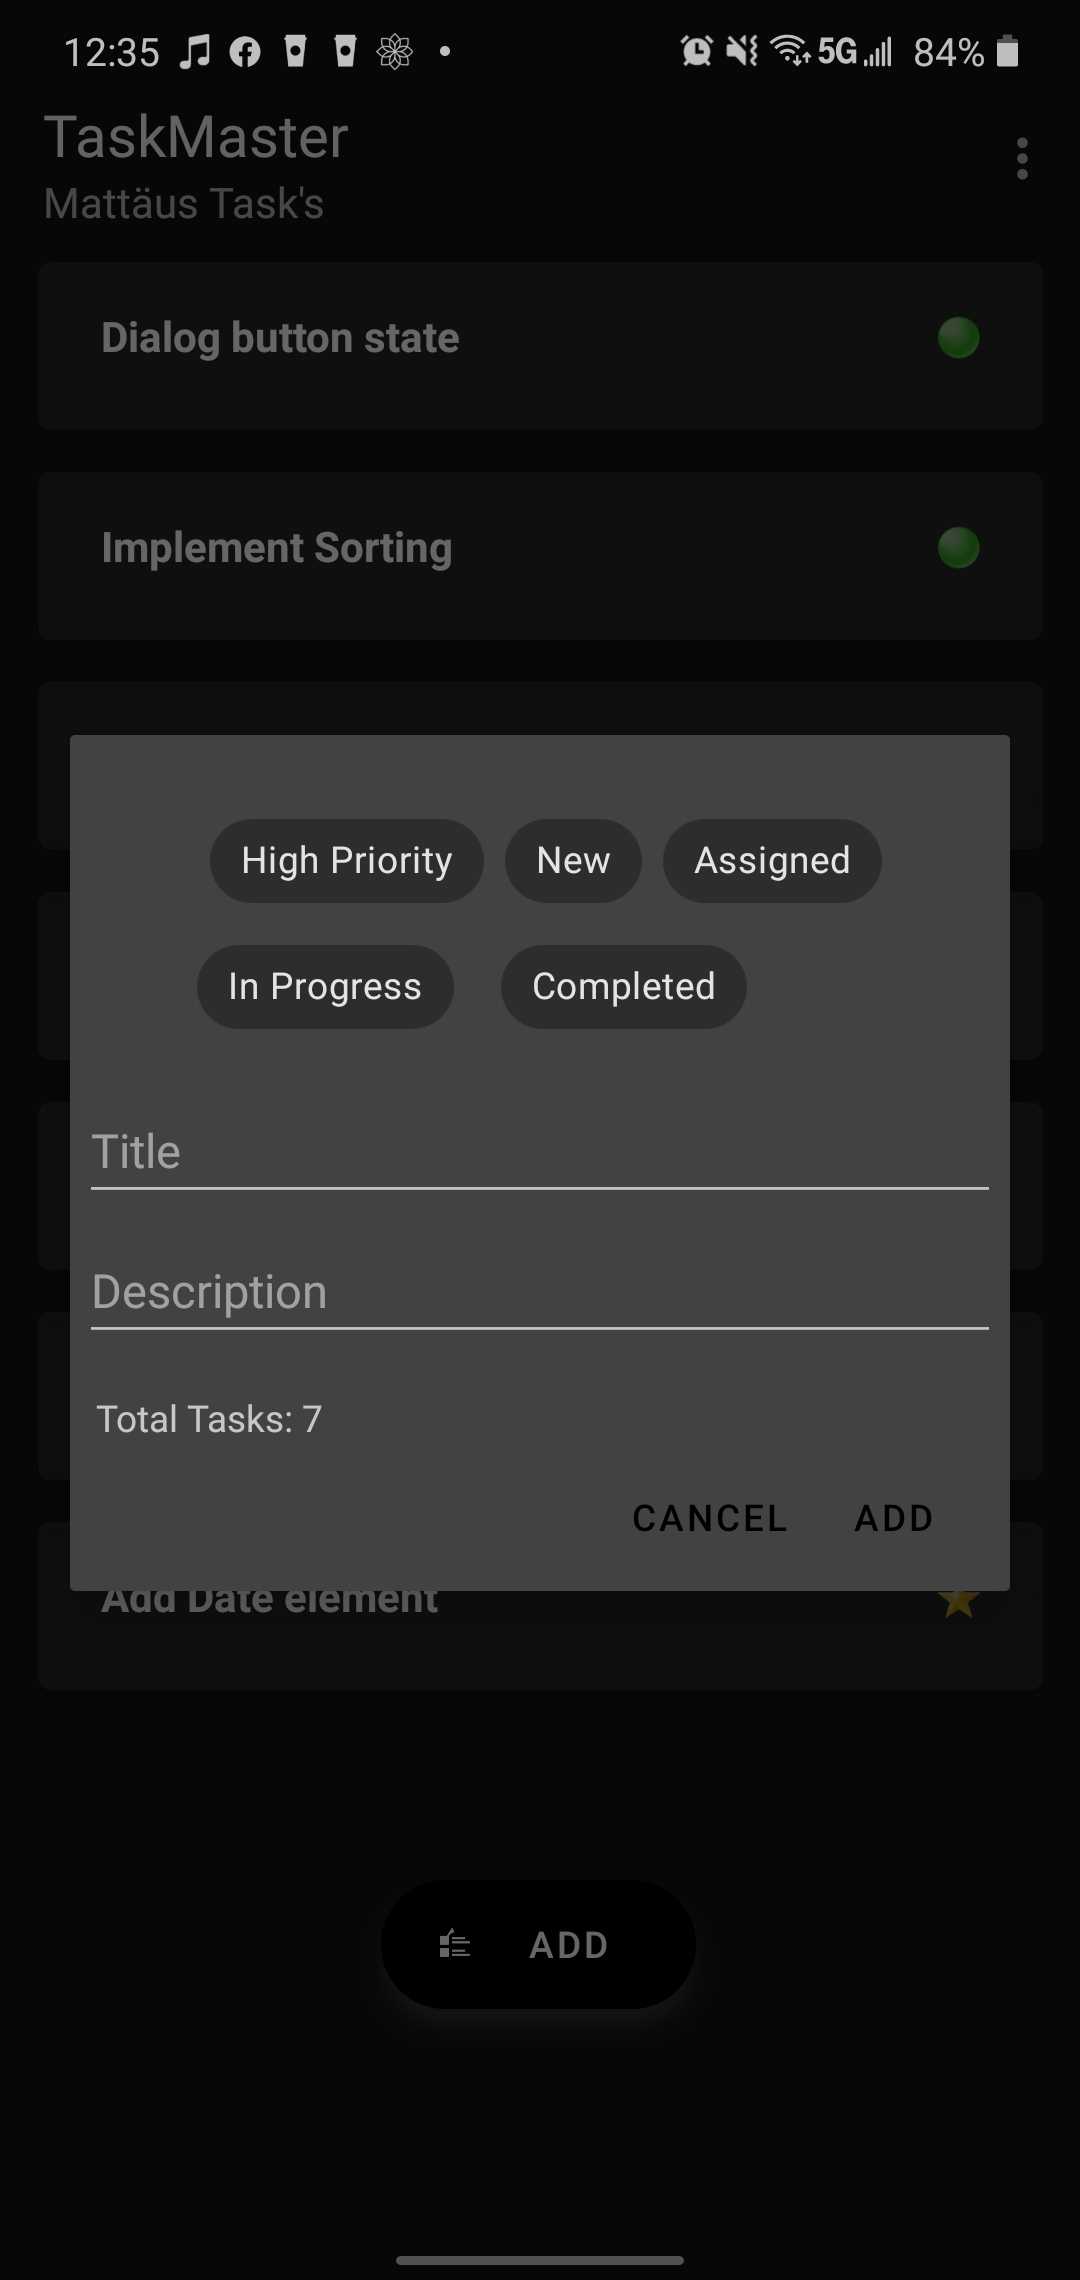 12:35 5G 84%
TaskMaster
Mattäus Task's
Dialog button state
Implement Sorting
High Priority New Assigned
In Progress Completed
Title
Description
Total Tasks: 7
CANCEL ADD
Add Date element
ADD